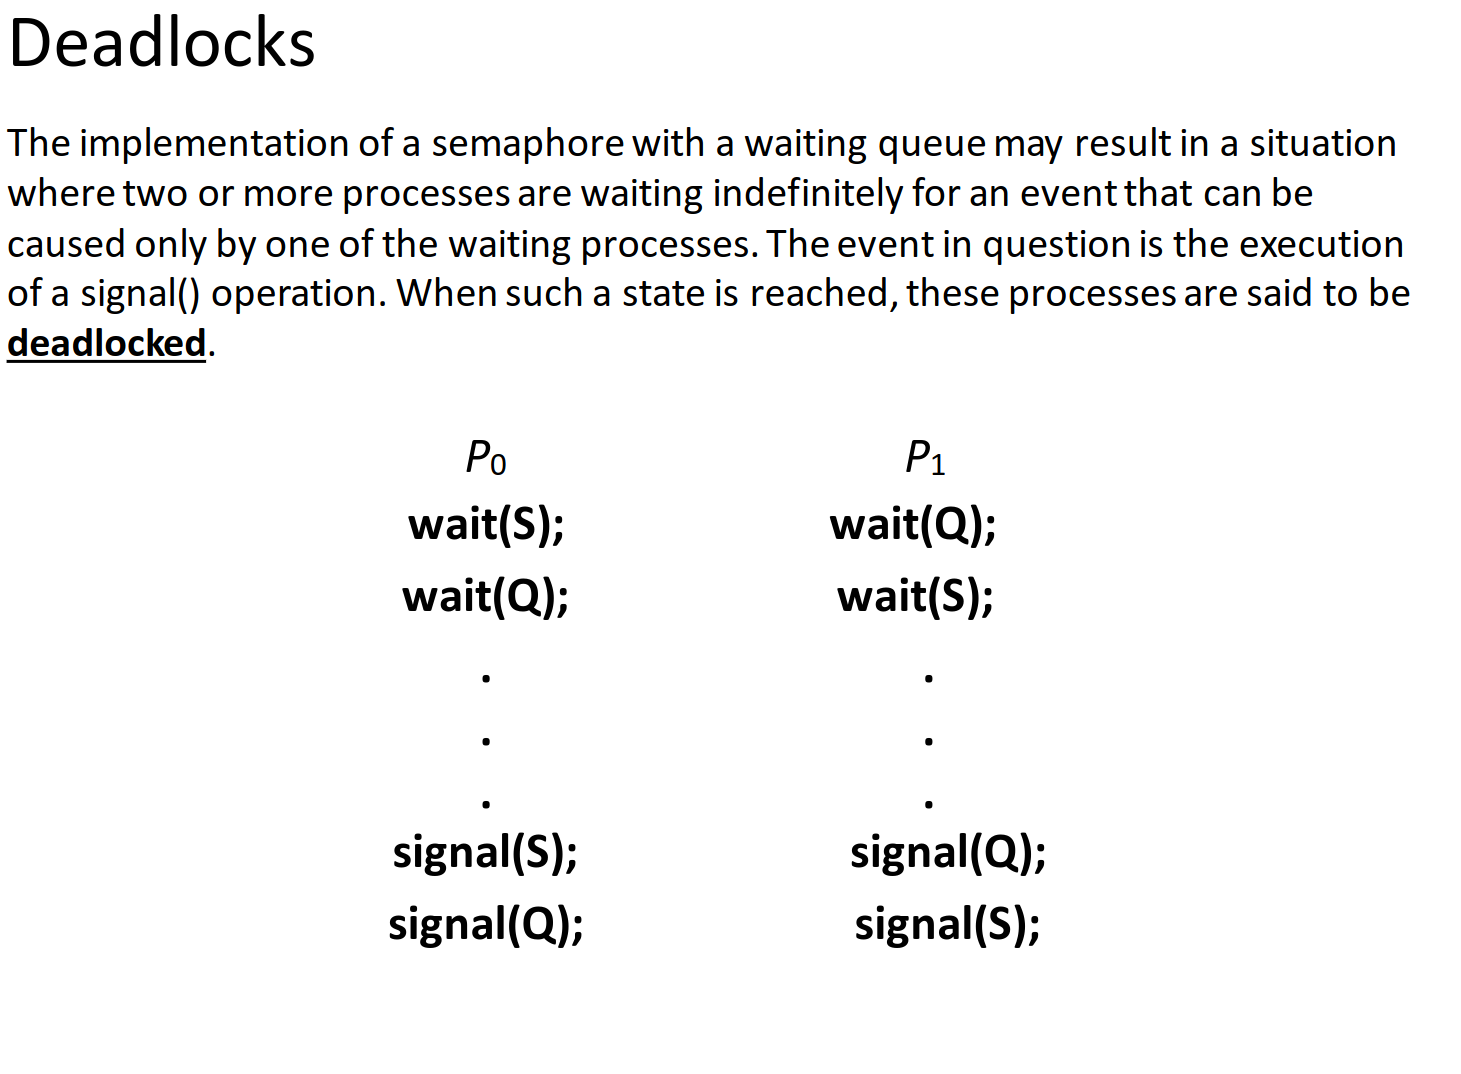 Deadlocks
The implementation of a semaphore with a waiting queue may result in a situation
where two or more processes are waiting indefinitely for an event that can be
caused only by one of the waiting processes. The event in question is the execution
of a signal() operation. When such a state is reached, these processes are said to be
deadlocked.
P0 P1
wait(S); wait(Q);
wait(Q); wait(S);
. .
. .
. .
signal(S); signal(Q);
signal(Q); signal(S);